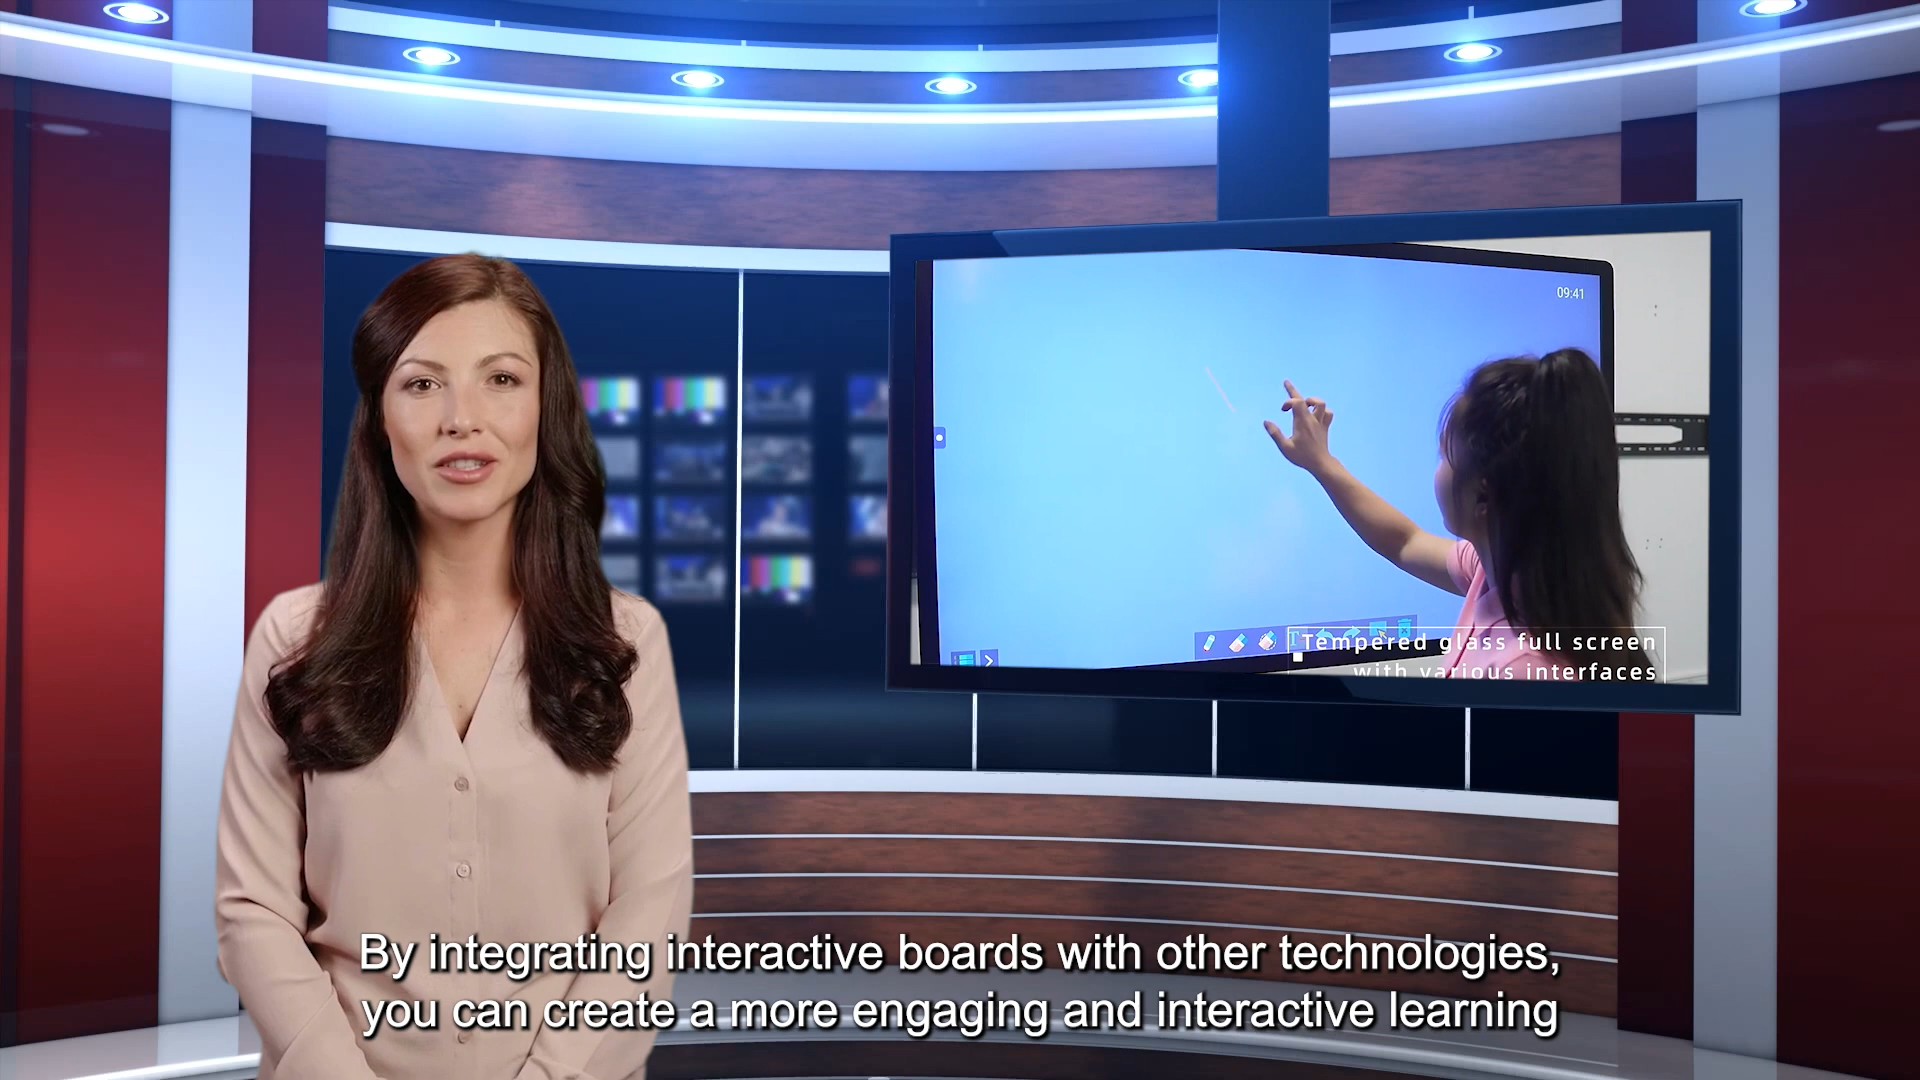 09:41
Tempered glass full screen
with various interfaces
By integrating interactive boards with other technologies,
you can create a more engaging and interactive learning